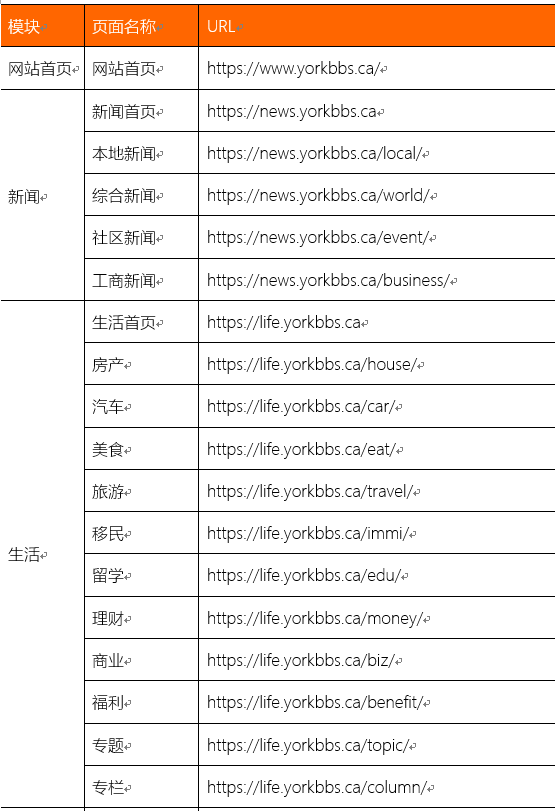 模块 页面名称 URL
网站首页 网站首页 https://www.yorkbbs.ca/
新闻首页 https://news.yorkbbs.ca
本地新闻 https://news.yorkbbs.ca/local/
新闻 综合新闻 https://news.yorkbbs.ca/world/
社区新闻 https://news.yorkbbs.ca/event/
工商新闻 https://news.yorkbbs.ca/business/
生活首页 https://life.yorkbbs.ca
房产 https://life.yorkbbs.ca/house/
汽车 https://life.yorkbbs.ca/car/
美食 https://life.yorkbbs.ca/eat/
旅游 https://life.yorkbbs.ca/travel/
移民 https://life.yorkbbs.ca/immi/
生活 留学 https://life.yorkbbs.ca/edu/
理财 https://life.yorkbbs.ca/money/
商业 https://life.yorkbbs.ca/biz/
福利 https://life.yorkbbs.ca/benefit/
专题 https://life.yorkbbs.ca/topic/
专栏 https://life.yorkbbs.ca/column/